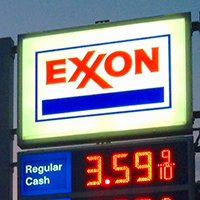 EXXON
Regular
Cash
3.59 9/10